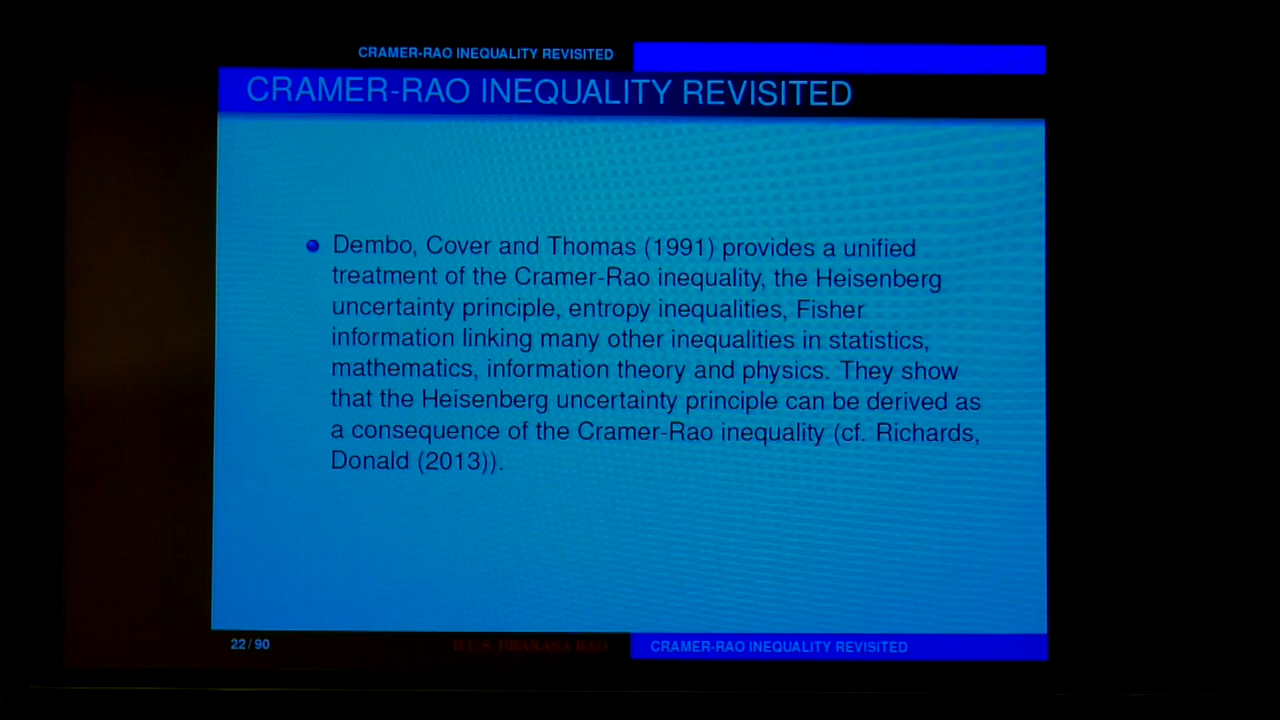 CRAMER-RAO INEQUALITY REVISITED
CRAMER-RAO INEQUALITY REVISITED
Dembo, Cover and Thomas (1991) provides a unified
treatment of the Cramer-Rao inequality, the Heisenberg
uncertainty principle, entropy inequalities, Fisher
information linking many other inequalities in statistics,
mathematics, information theory and physics. They show
that the Heisenberg uncertainty principle can be derived as
a consequence of the Cramer-Rao inequality (cf. Richards,
Donald (2013)).
22/90
B.L.S. PRAKASA RAO
CRAMER-RAO INEQUALITY REVISITED